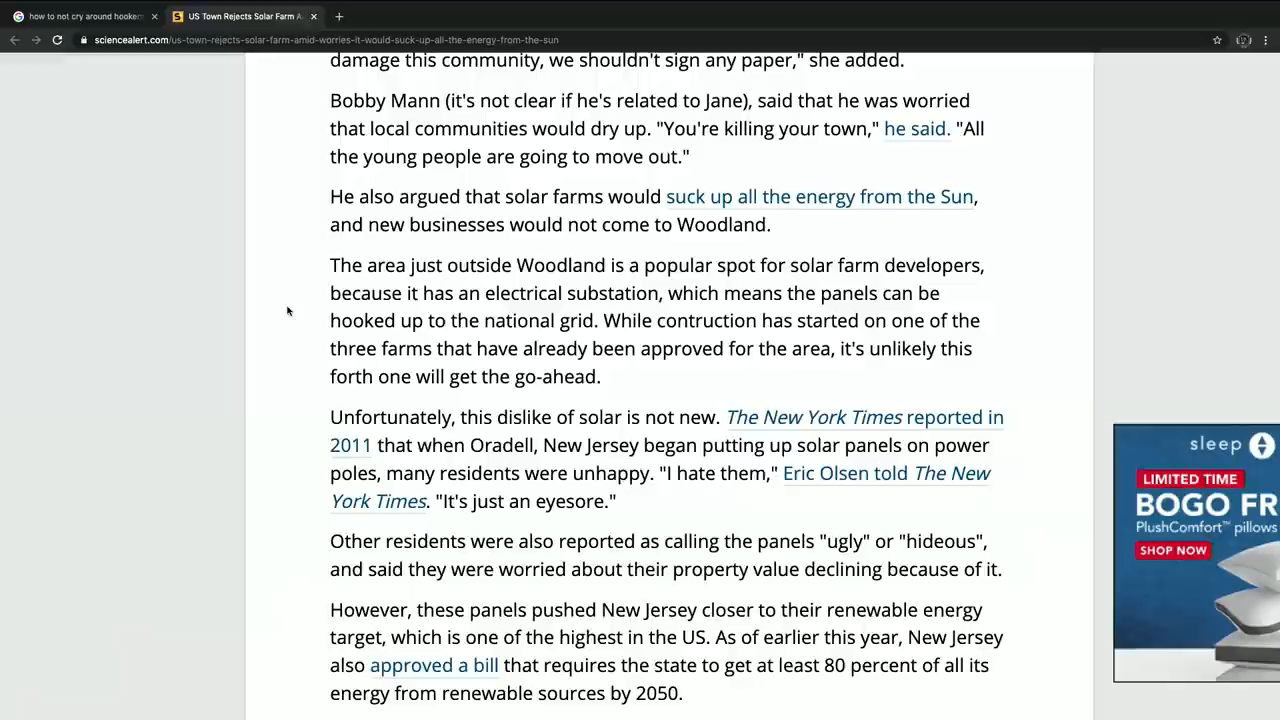 how to not cry around hooker
US Town Rejects Solar Farm A
sciencealert.com/us-town-rejects-solar-farm-amid-worries-it-would-suck-up-all-the-energy-from-the-sun
damage this community, we shouldn't sign any paper," she added.
Bobby Mann (it's not clear if he's related to Jane), said that he was worried
that local communities would dry up. "You're killing your town," he said. "All
the young people are going to move out."
He also argued that solar farms would suck up all the energy from the Sun,
and new businesses would not come to Woodland.
The area just outside Woodland is a popular spot for solar farm developers,
because it has an electrical substation, which means the panels can be
hooked up to the national grid. While contruction has started on one of the
three farms that have already been approved for the area, it's unlikely this
forth one will get the go-ahead.
Unfortunately, this dislike of solar is not new. The New York Times reported in
2011 that when Oradell, New Jersey began putting up solar panels on power
poles, many residents were unhappy. "I hate them," Eric Olsen told The New
York Times. "It's just an eyesore."
Other residents were also reported as calling the panels "ugly" or "hideous",
and said they were worried about their property value declining because of it.
However, these panels pushed New Jersey closer to their renewable energy
target, which is one of the highest in the US. As of earlier this year, New Jersey
also approved a bill that requires the state to get at least 80 percent of all its
energy from renewable sources by 2050.
sleep
LIMITED TIME
BOGO FR
PlushComfort™ pillows
SHOP NOW